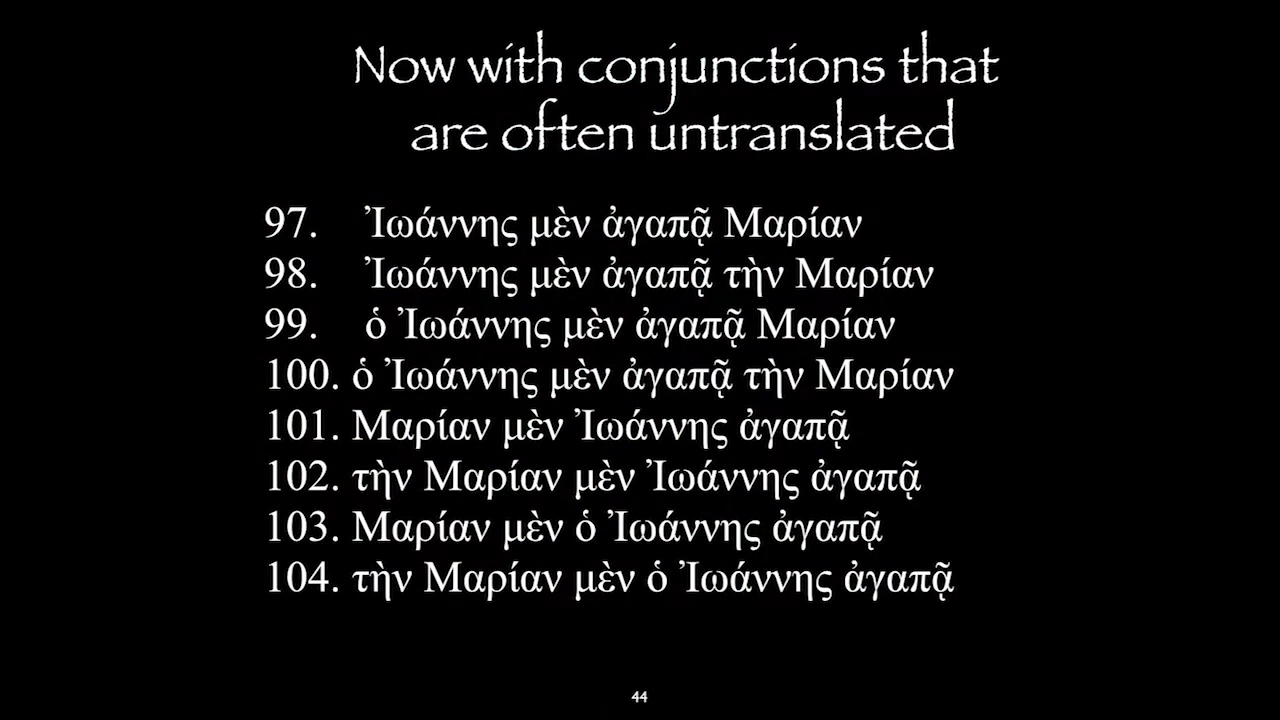 Now with conjunctions that
are often untranslated
97. Ἰωάννης μὲν ἀγαπᾷ Μαρίαν
98. Ἰωάννης μὲν ἀγαπᾷ τὴν Μαρίαν
99. ὁ Ἰωάννης μὲν ἀγαπᾷ Μαρίαν
100. ὁ Ἰωάννης μὲν ἀγαπᾷ τὴν Μαρίαν
101. Μαρίαν μὲν Ἰωάννης ἀγαπᾷ
102. τὴν Μαρίαν μὲν Ἰωάννης ἀγαπᾷ
103. Μαρίαν μὲν ὁ Ἰωάννης ἀγαπᾷ
104. τὴν Μαρίαν μὲν ὁ Ἰωάννης ἀγαπᾷ
44